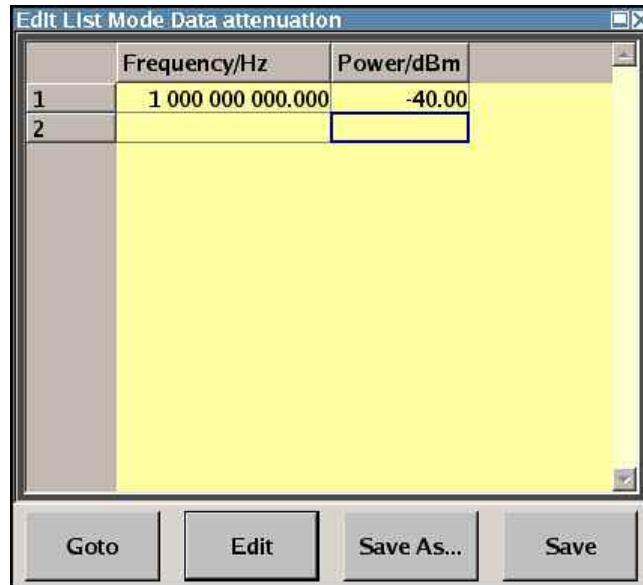 Edit List Mode Data attenuation
Frequency/Hz Power/dBm
1 1 000 000 000.000 -40.00
2
Goto Edit Save As... Save